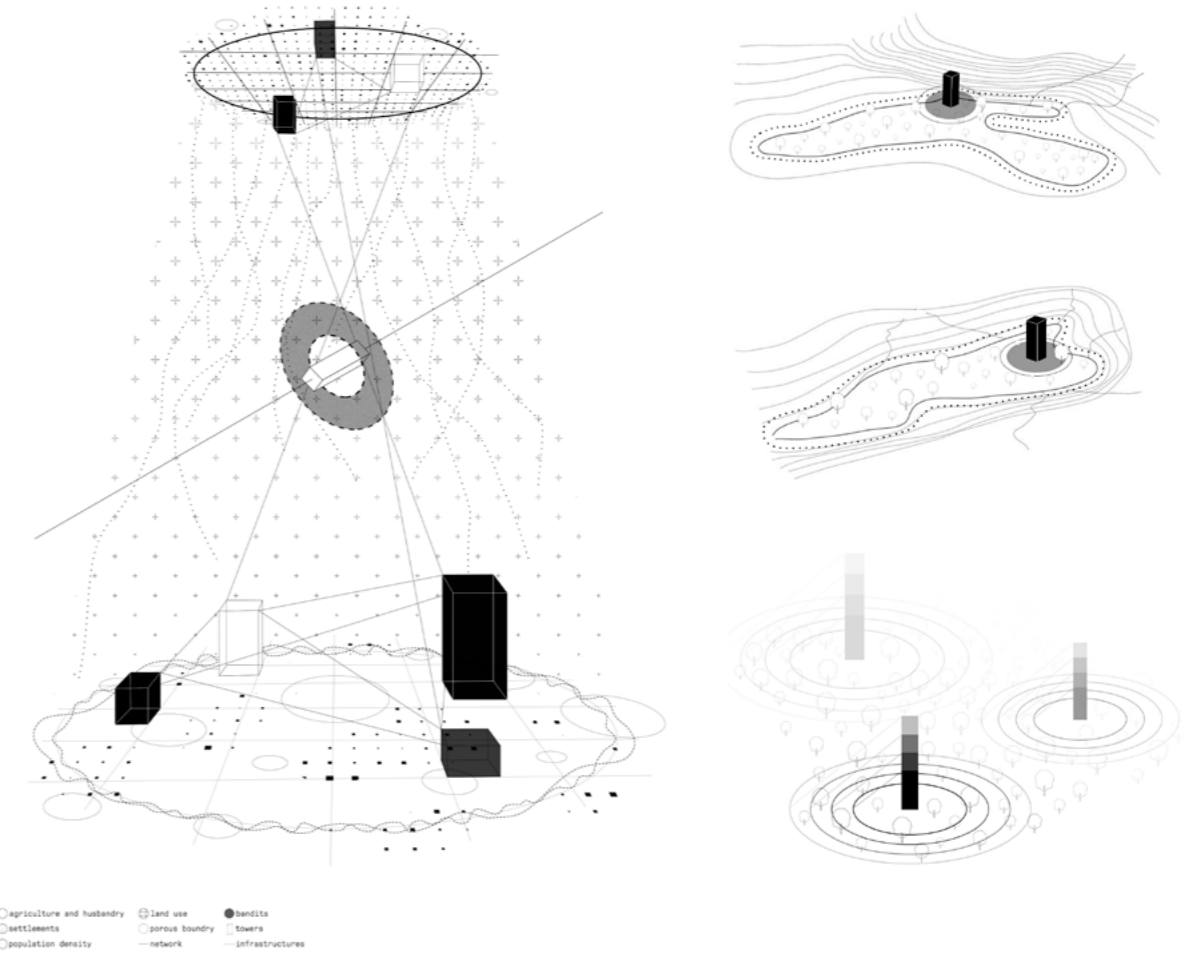 agriculture and husbandry
settlements
population density
land use
porous boundry
network
bandits
towers
infrastructures